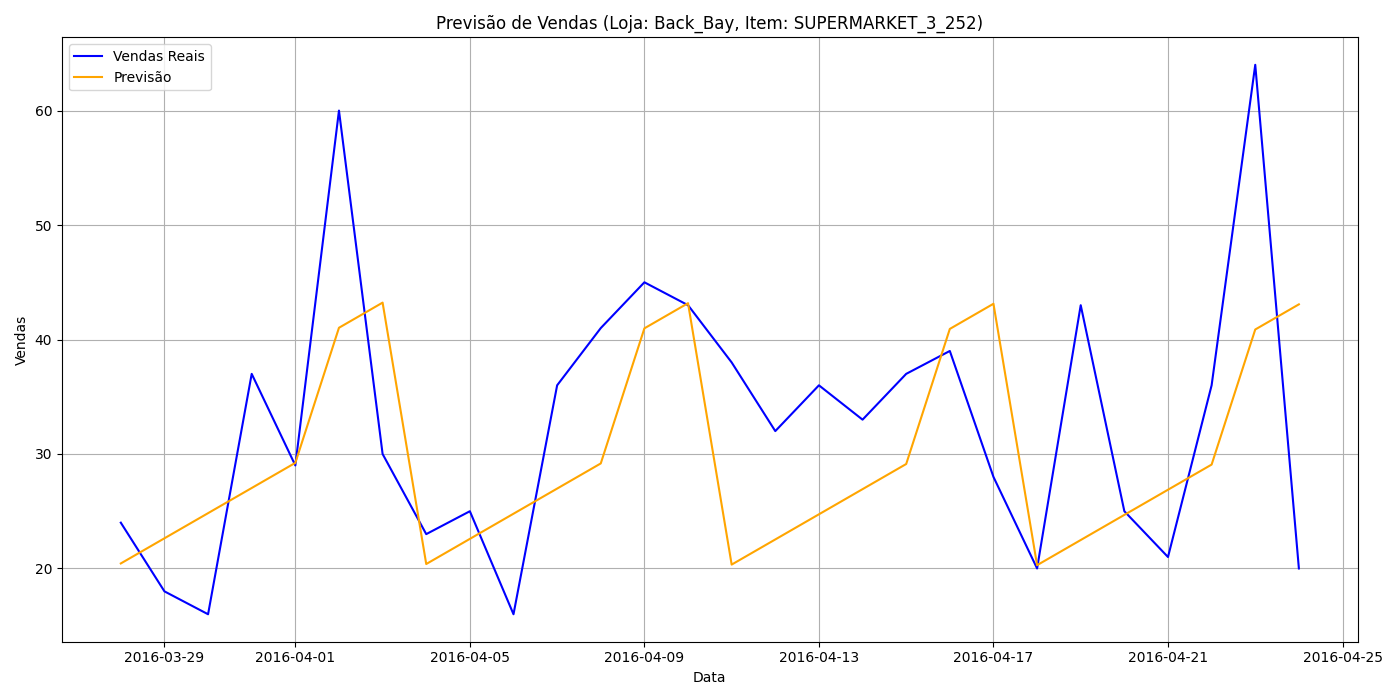 Previsão de Vendas (Loja: Back_Bay, Item: SUPERMARKET_3_252)
Vendas Reais
Previsão
60
50
40
30
20
Vendas
2016-03-29 2016-04-01 2016-04-05 2016-04-09 2016-04-13 2016-04-17 2016-04-21 2016-04-25
Data